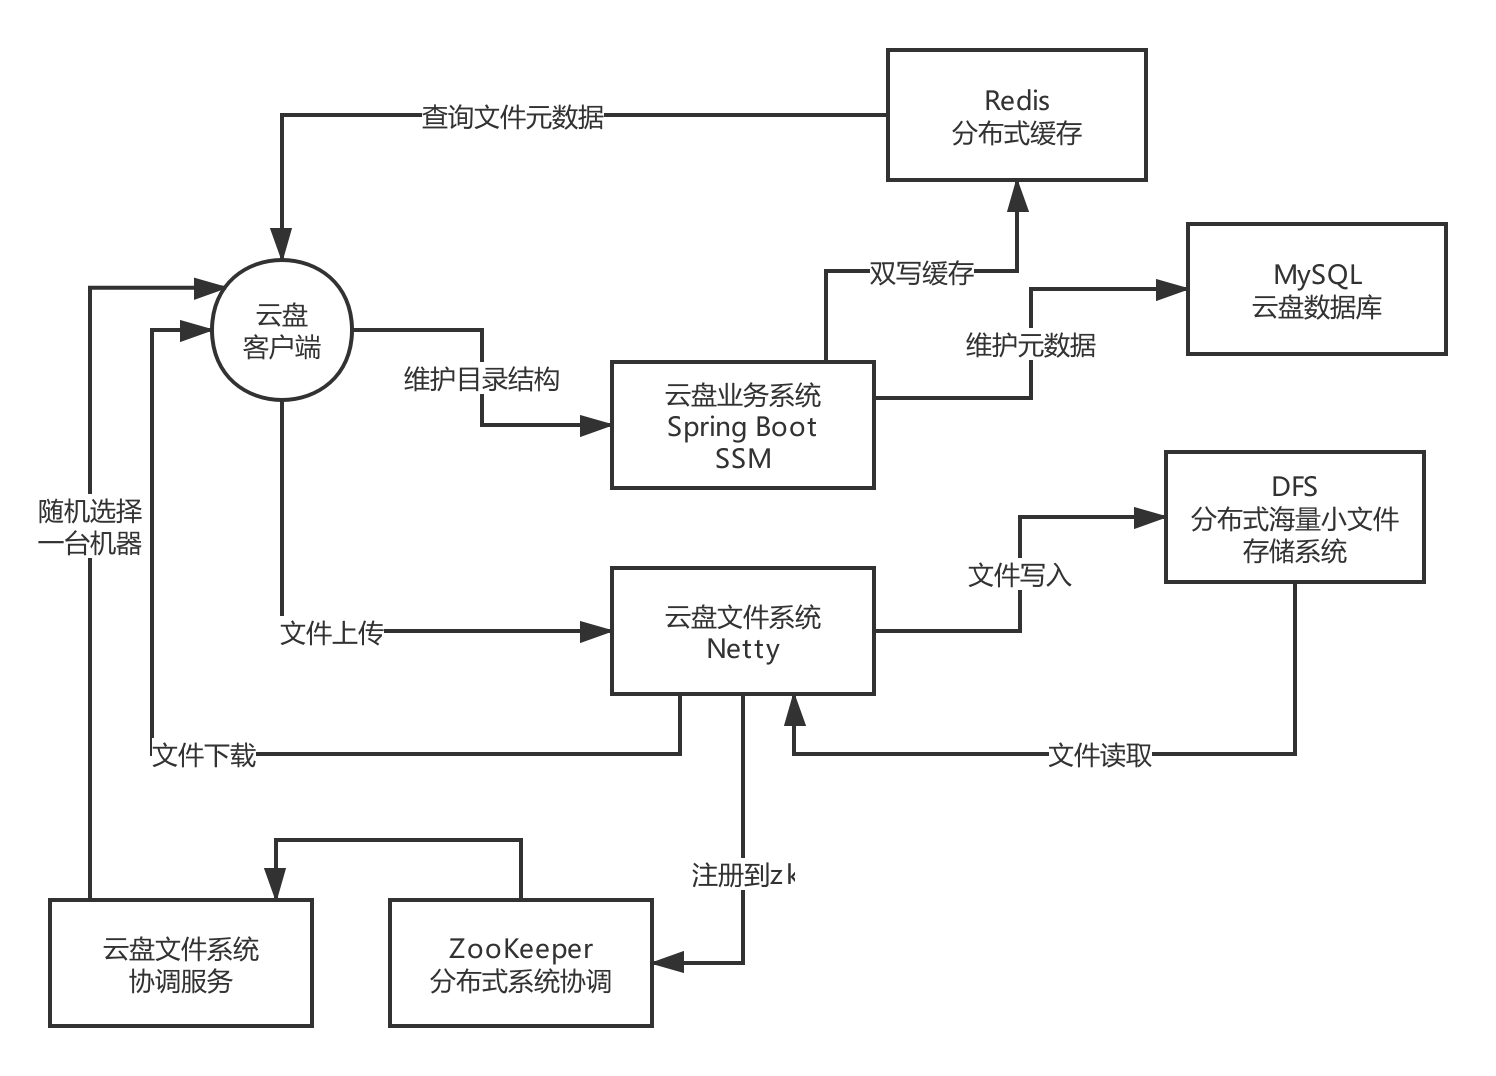 Redis
分布式缓存
查询文件元数据
MySQL
云盘数据库
双写缓存
云盘
客户端
维护元数据
维护目录结构
云盘业务系统
Spring Boot
SSM
DFS
分布式海量小文件
存储系统
随机选择
一台机器
文件写入
云盘文件系统
Netty
文件上传
文件下载
文件读取
注册到zk
云盘文件系统
协调服务
ZooKeeper
分布式系统协调